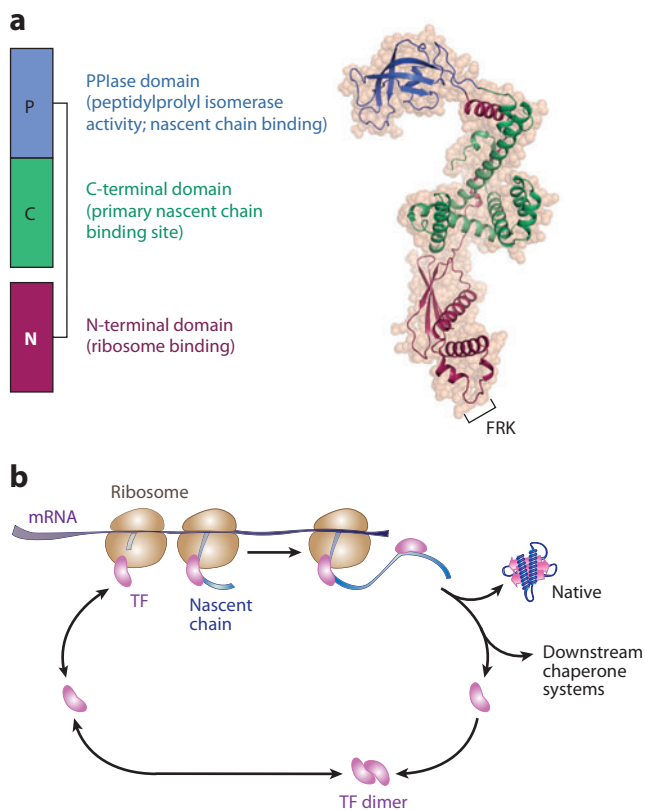 a
P
PPIase domain
(peptidylprolyl isomerase
activity; nascent chain binding)
C
C-terminal domain
(primary nascent chain
binding site)
N
N-terminal domain
(ribosome binding)
FRK
b
Ribosome
mRNA
TF
Nascent
chain
Native
Downstream
chaperone
systems
TF dimer